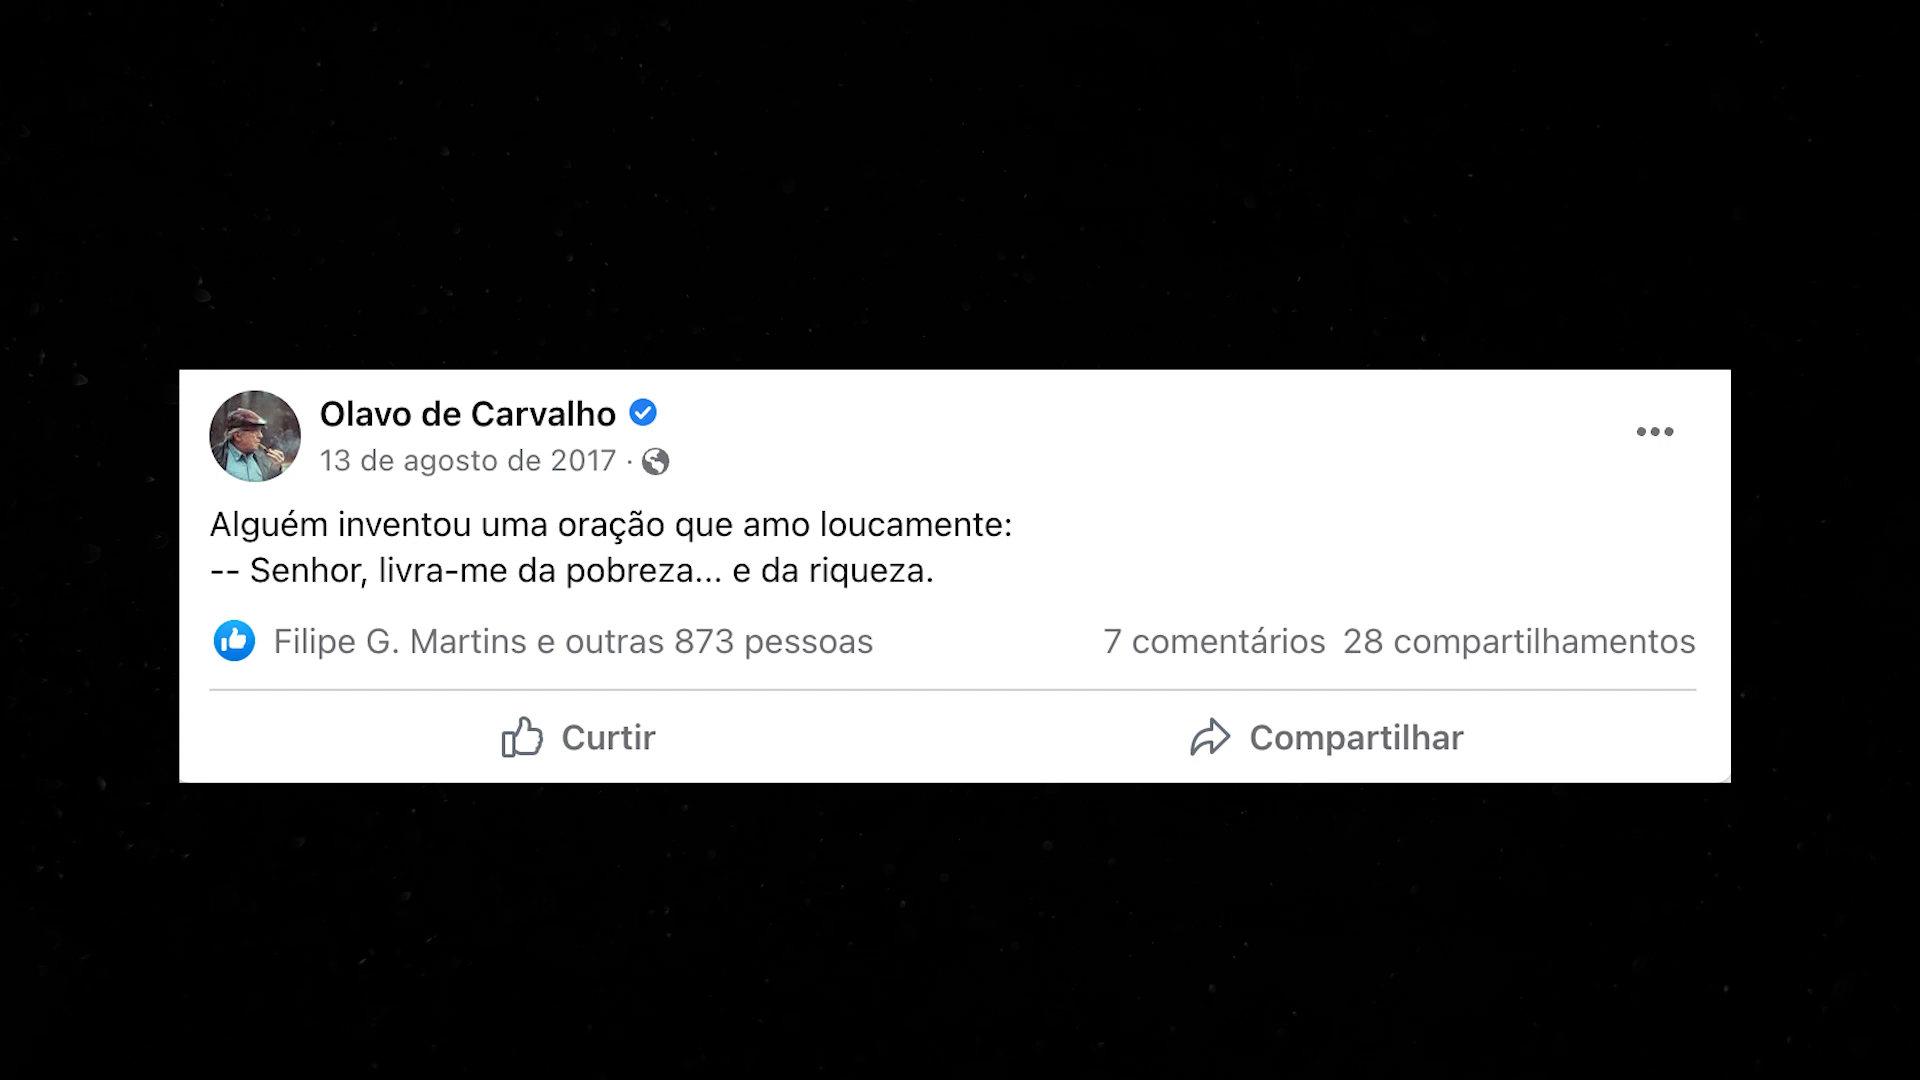 Olavo de Carvalho
13 de agosto de 2017 ·
Alguém inventou uma oração que amo loucamente:
-- Senhor, livra-me da pobreza... e da riqueza.
Filipe G. Martins e outras 873 pessoas
7 comentários 28 compartilhamentos
Curtir
Compartilhar